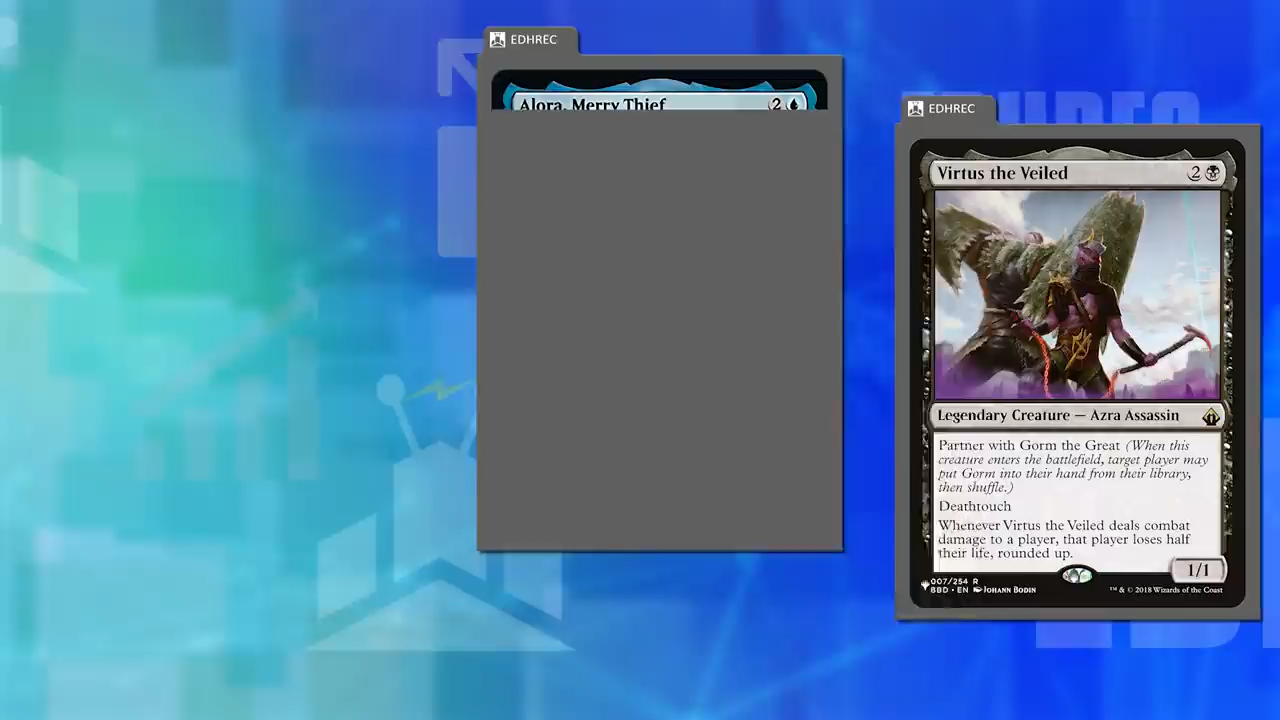 EDHREC
Alora, Merry Thief 2
EDHREC
Virtus the Veiled 2
Legendary Creature — Azra Assassin
Partner with Gorm the Great (When this
creature enters the battlefield, target player may
put Gorm into their hand from their library,
then shuffle.)
Deathtouch
Whenever Virtus the Veiled deals combat
damage to a player, that player loses half
their life, rounded up.
1/1
007/254 R
BBD • EN Johann Bodin
™ & © 2018 Wizards of the Coast